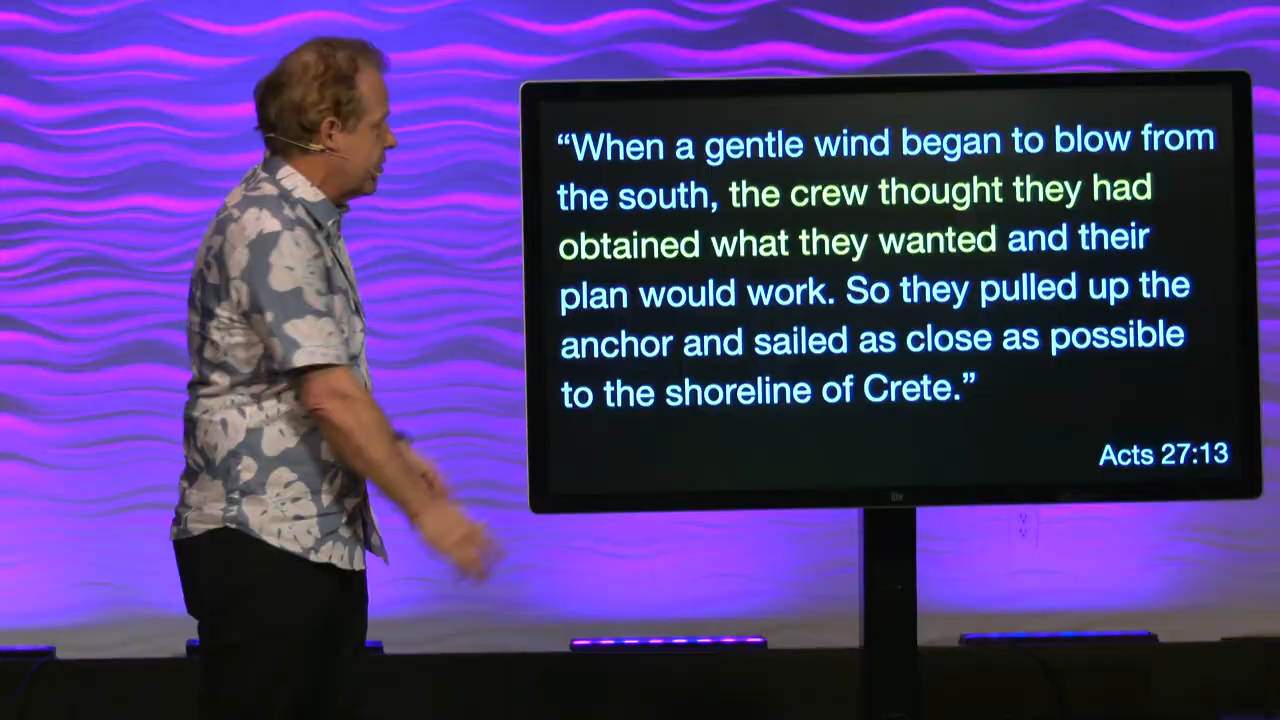 “When a gentle wind began to blow from
the south, the crew thought they had
obtained what they wanted and their
plan would work. So they pulled up the
anchor and sailed as close as possible
to the shoreline of Crete.”
Acts 27:13